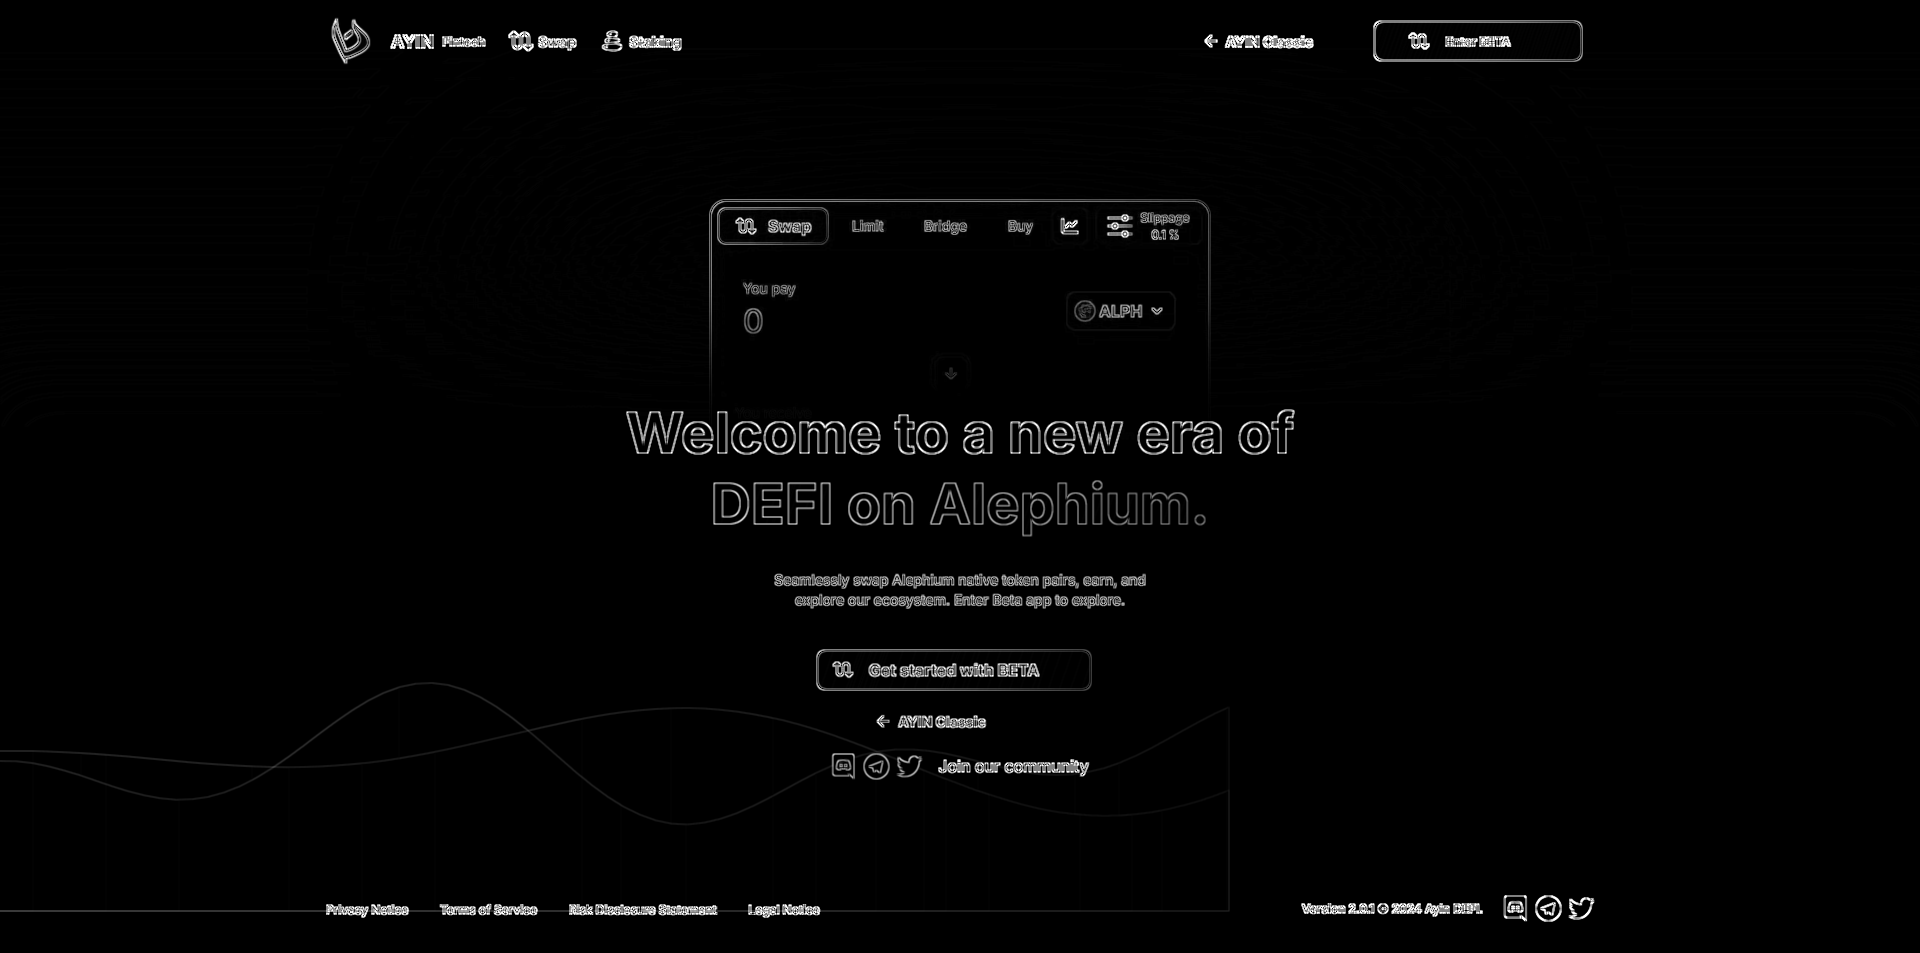 AYIN Fintech Swap Staking AYIN Classic Enter BETA
Swap Limit Bridge Buy Slippage
0.1 %
You pay
0
ALPH
Welcome to a new era of
DEFI on Alephium.
Seamlessly swap Alephium native token pairs, earn, and
explore our ecosystem. Enter Beta app to explore.
Get started with BETA
AYIN Classic
Join our community
Privacy Notice Terms of Service Risk Disclosure Statement Legal Notice Version 2.0.1 © 2024 Ayin DEFI.